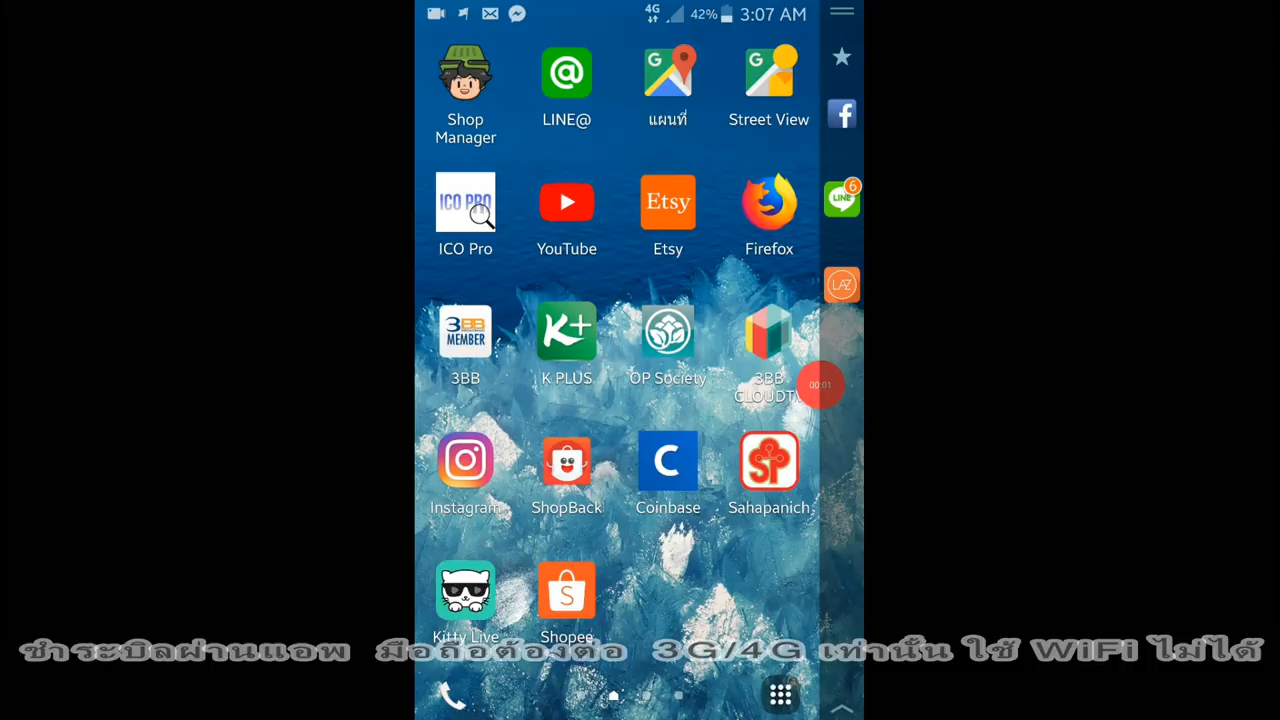 4G 42% 3:07 AM
Shop Manager
LINE@
แผนที่
Street View
6
LINE
LAZ
ICO PRO
ICO Pro
YouTube
Etsy
Etsy
Firefox
3BB MEMBER
3BB
K+
K PLUS
OP Society
3BB CLOUDTV
00:01
Instagram
ShopBack
C
Coinbase
SP
Sahapanich
Kitty Live
S
Shopee
ชำระบิลผ่านแอพ มือถือต้องต่อ 3G/4G เท่านั้น ใช้ WiFi ไม่ได้